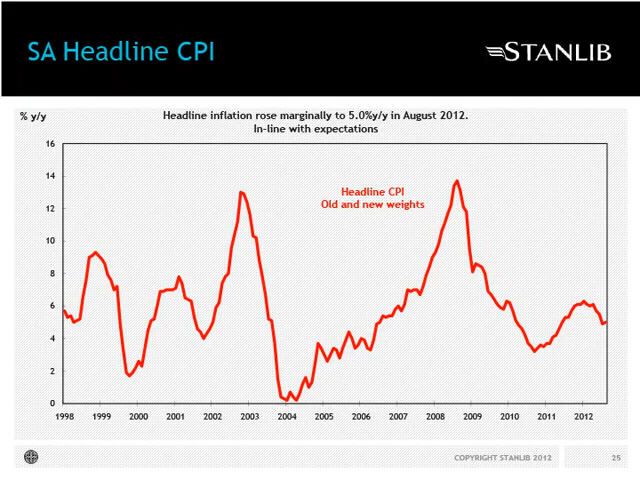 SA Headline CPI
STANLIB
% y/y
Headline inflation rose marginally to 5.0%y/y in August 2012.
In-line with expectations
16
14
12
10
8
6
4
2
0
Headline CPI
Old and new weights
1998 1999 2000 2001 2002 2003 2004 2005 2006 2007 2008 2009 2010 2011 2012
COPYRIGHT STANLIB 2012
25